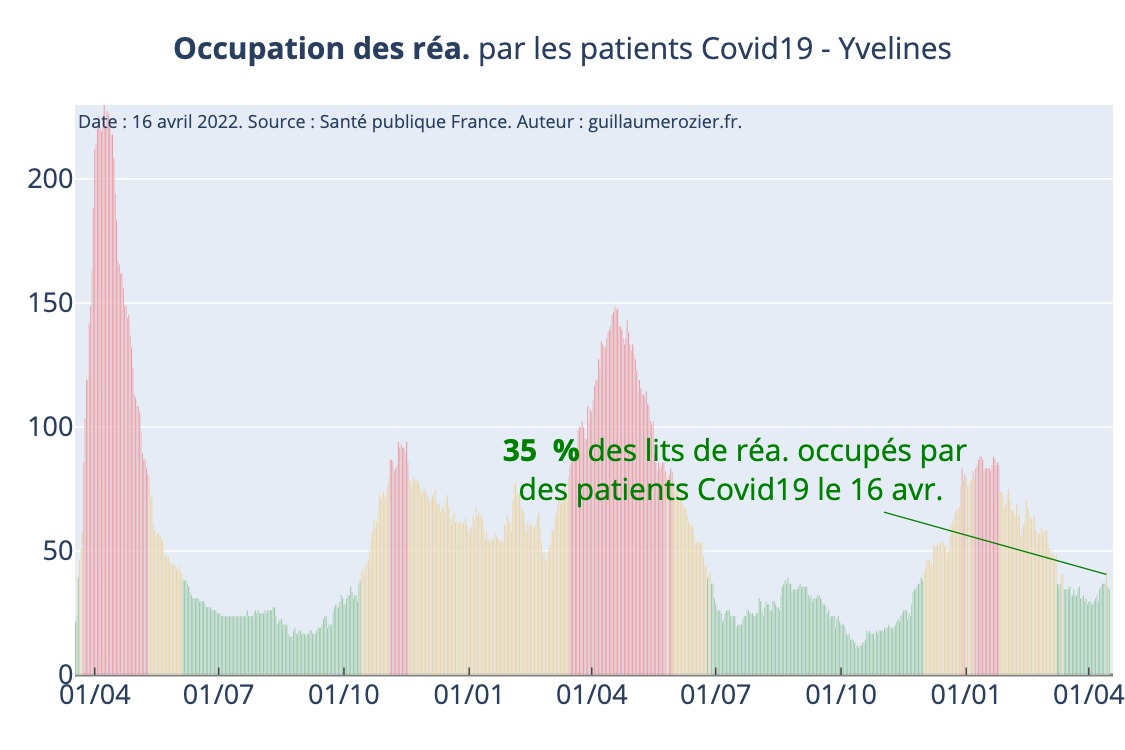 Occupation des réa. par les patients Covid19 - Yvelines
Date : 16 avril 2022. Source : Santé publique France. Auteur : guillaumerozier.fr.
200
150
100
50
0
35 % des lits de réa. occupés par
des patients Covid19 le 16 avr.
01/04 01/07 01/10 01/01 01/04 01/07 01/10 01/01 01/04